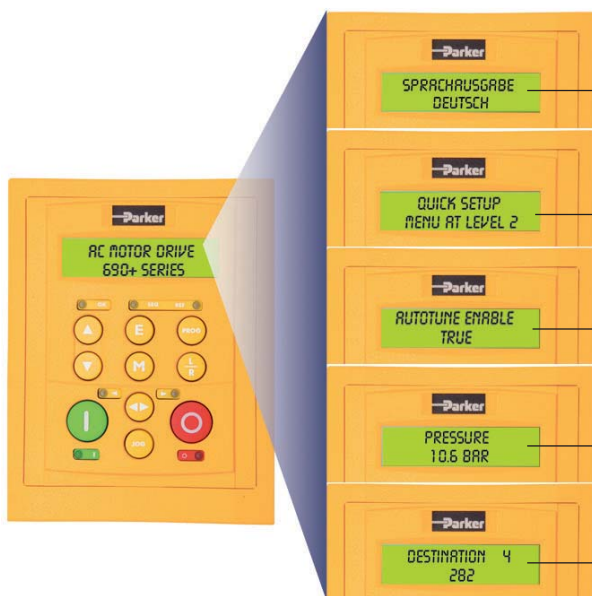 Parker
AC MOTOR DRIVE
690+ SERIES
E
PROG
M
L
R
JOG
Parker
SPRACHAUSGABE
DEUTSCH
Parker
QUICK SETUP
MENU AT LEVEL 2
Parker
AUTOTUNE ENABLE
TRUE
Parker
PRESSURE
10.6 BAR
Parker
DESTINATION 4
282